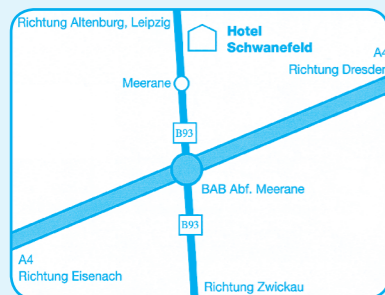 Richtung Altenburg, Leipzig
Hotel
Schwanefeld
A4
Richtung Dresden
Meerane
B93
BAB Abf. Meerane
B93
A4
Richtung Eisenach
Richtung Zwickau